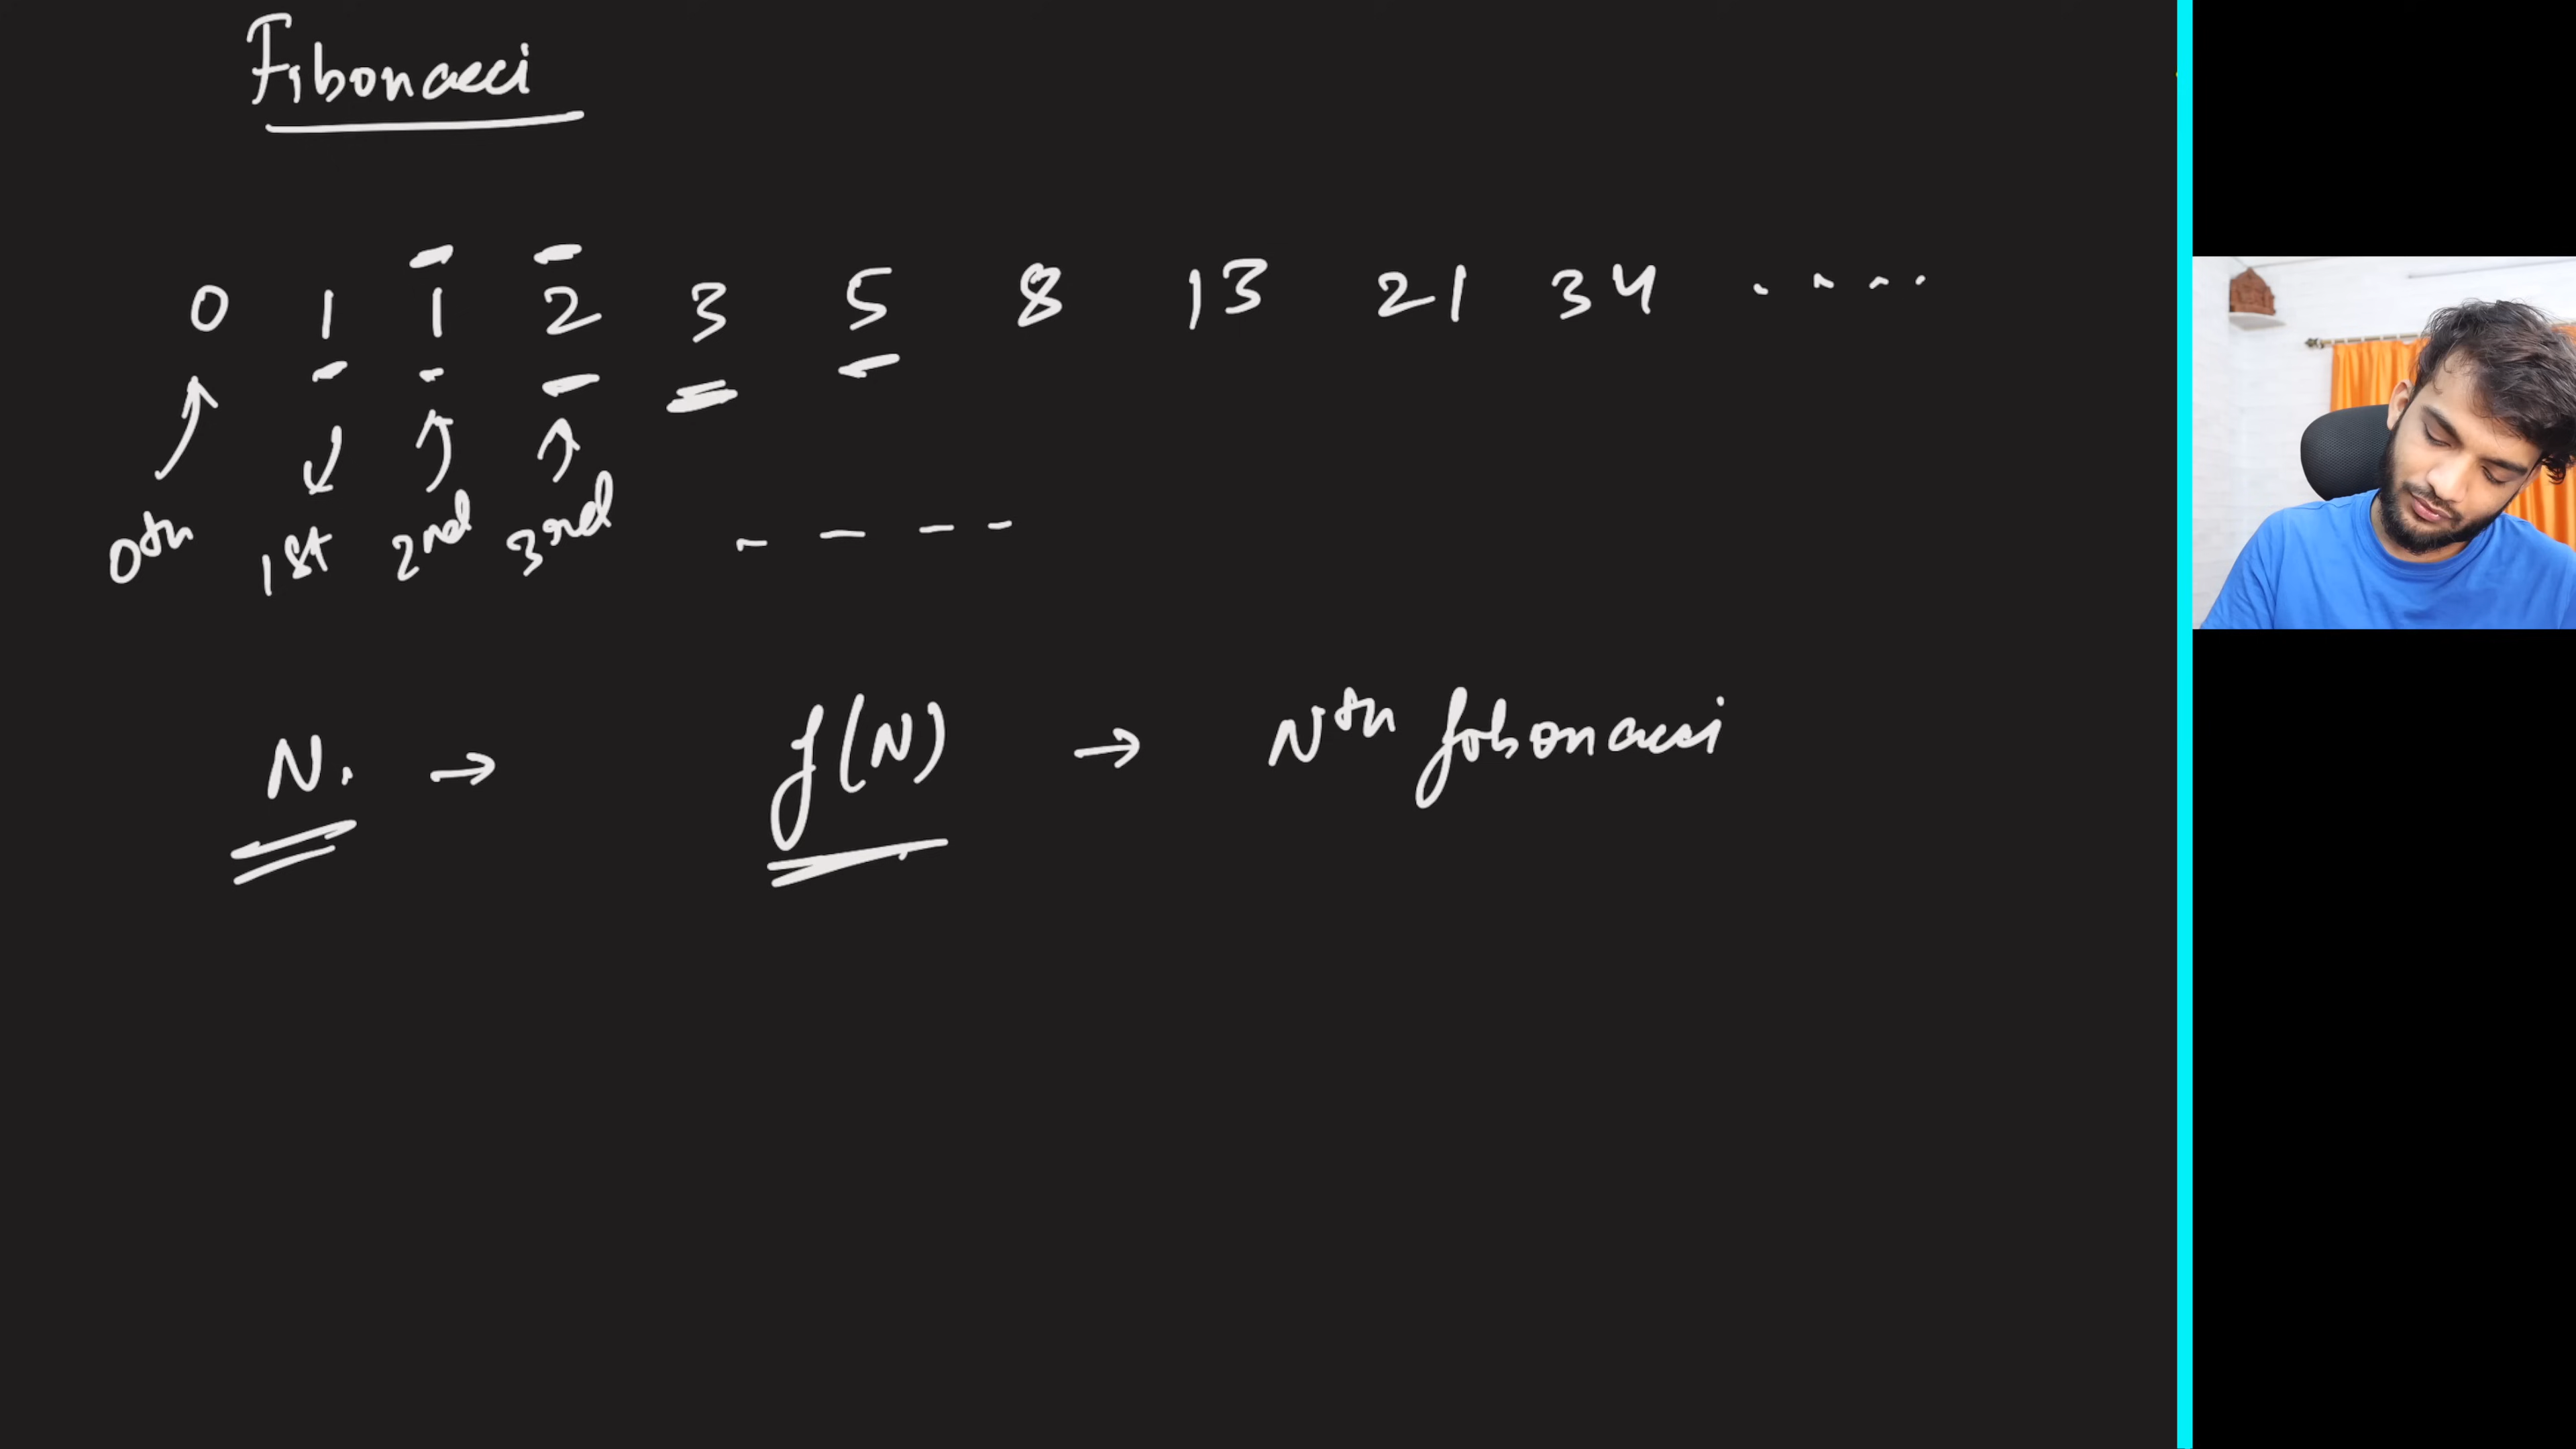 Fibonacci
0 1 1 2 3 5 8 13 21 34 ....
0th 1st 2nd 3rd - - - -
N. → f(N) → Nth fibonacci